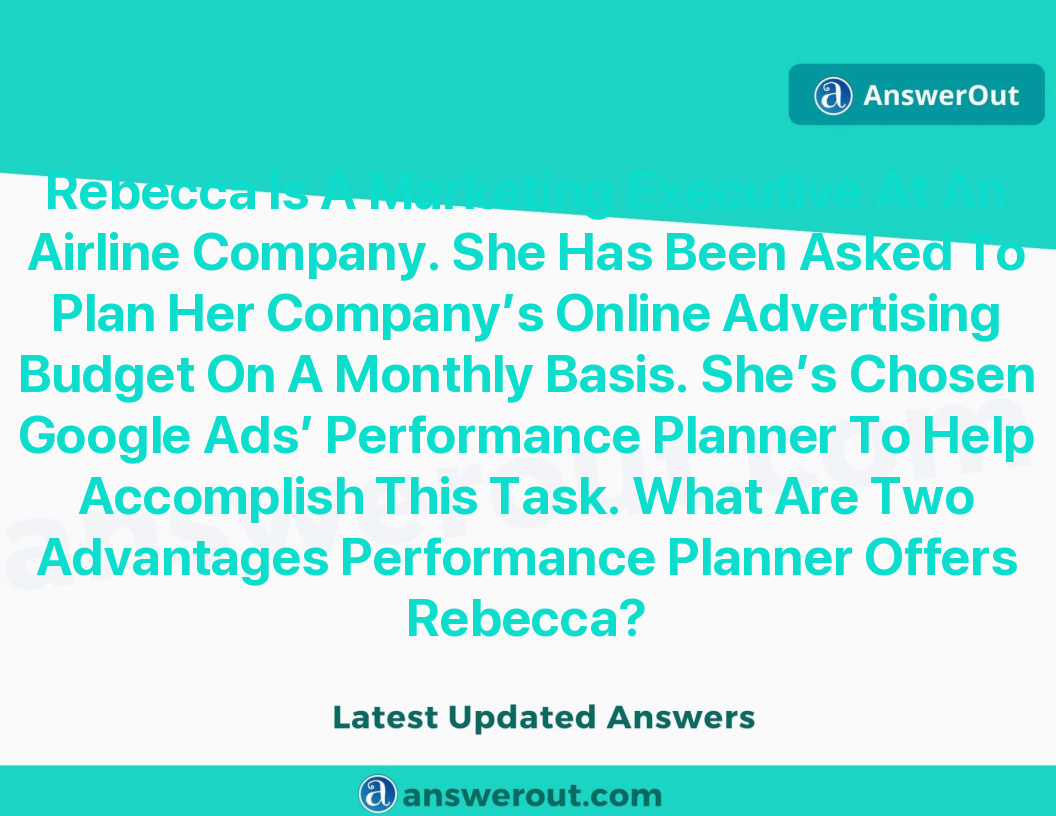 AnswerOut
Rebecca Is A Marketing Executive At An
Airline Company. She Has Been Asked To
Plan Her Company’s Online Advertising
Budget On A Monthly Basis. She’s Chosen
Google Ads’ Performance Planner To Help
Accomplish This Task. What Are Two
Advantages Performance Planner Offers
Rebecca?
answerout.com
Latest Updated Answers
a answerout.com